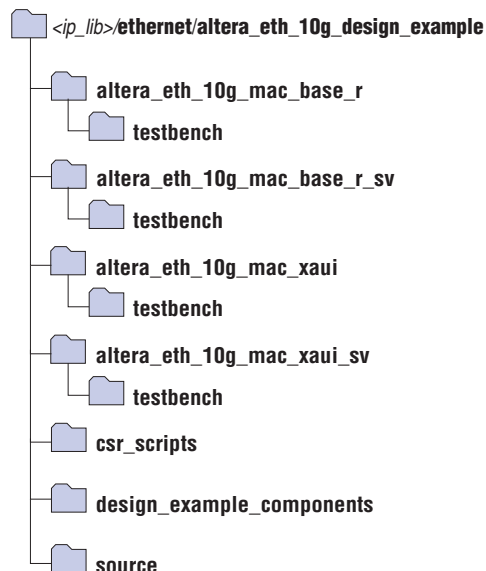 <ip_lib>/ethernet/altera_eth_10g_design_example
altera_eth_10g_mac_base_r
testbench
altera_eth_10g_mac_base_r_sv
testbench
altera_eth_10g_mac_xaui
testbench
altera_eth_10g_mac_xaui_sv
testbench
csr_scripts
design_example_components
source